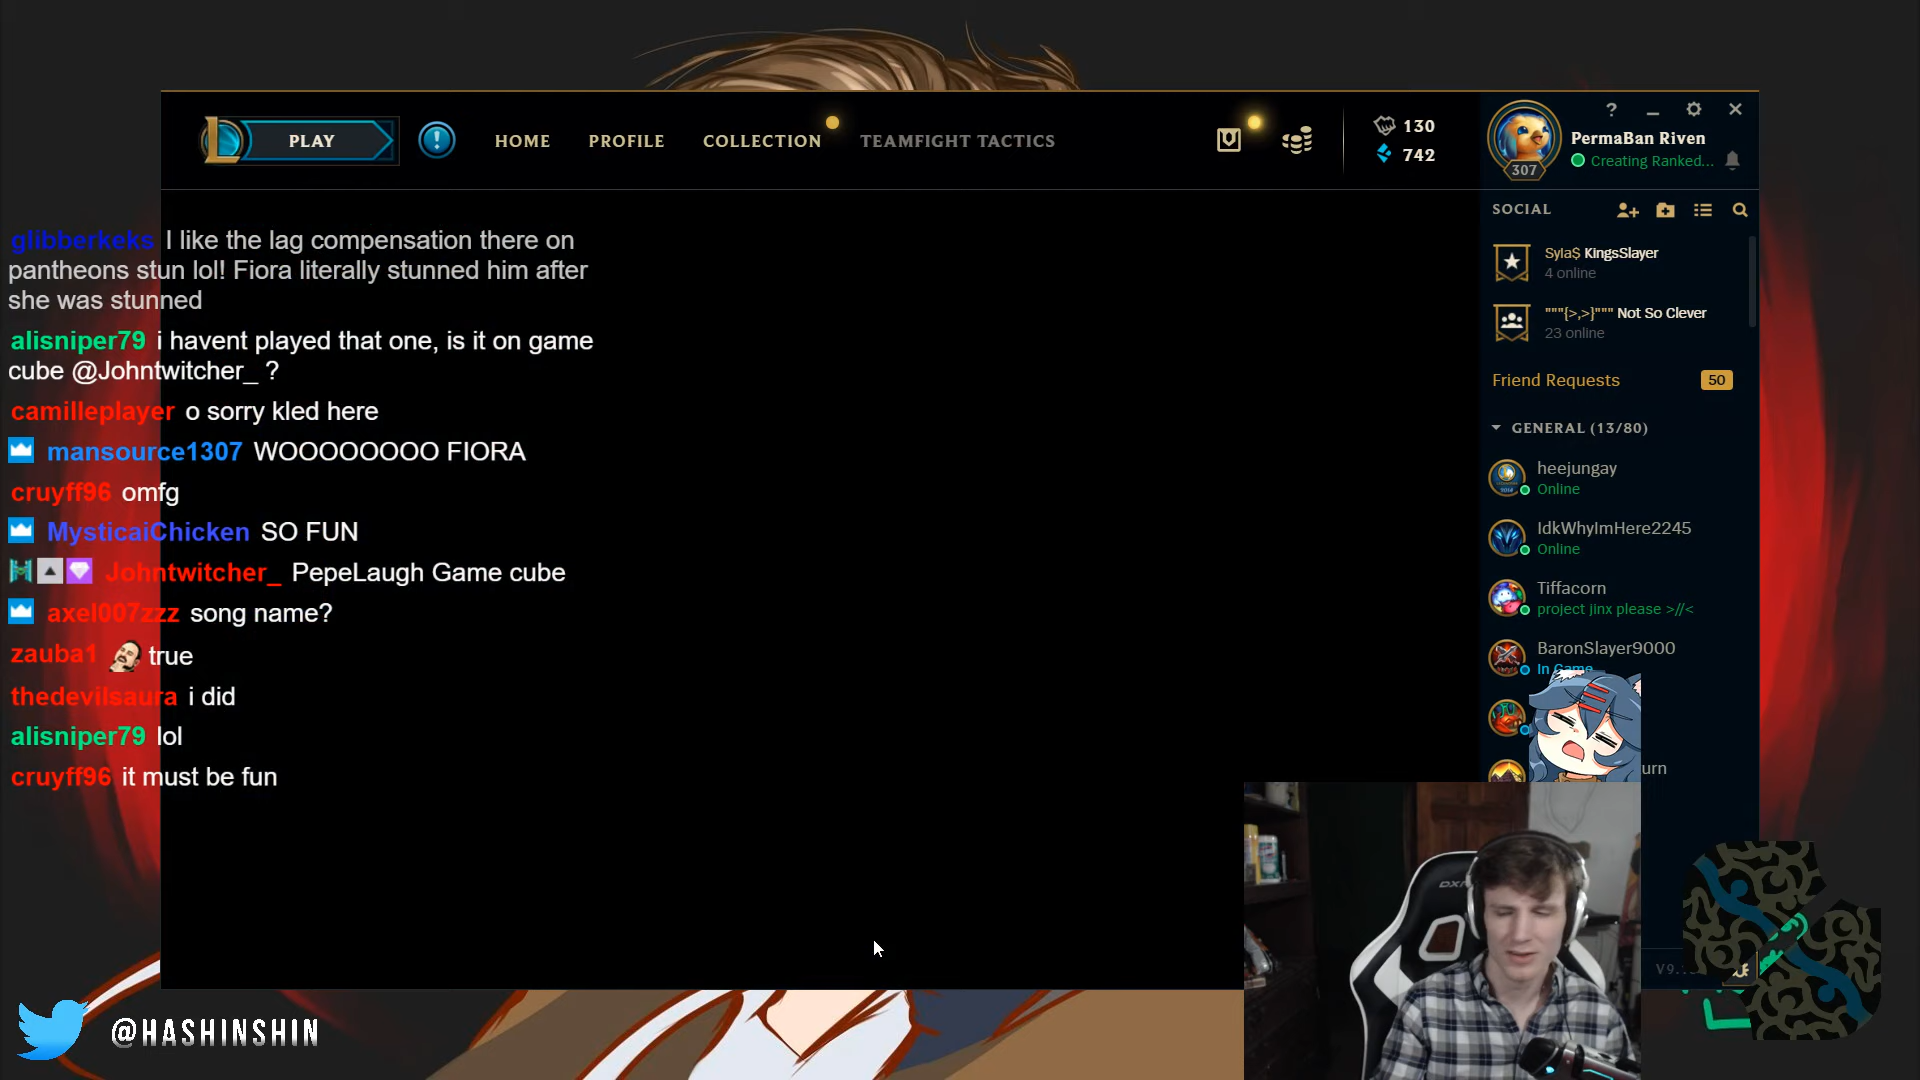 PLAY
HOME
PROFILE
COLLECTION
TEAMFIGHT TACTICS
130
742
307
PermaBan Riven
Creating Ranked...
SOCIAL
Syla$ KingsSlayer
4 online
"""{>,>}""" Not So Clever
23 online
Friend Requests 50
GENERAL (13/80)
heejungay
Online
IdkWhyImHere2245
Online
Tiffacorn
project jinx please >//<
BaronSlayer9000
In Game
urn
glibberkeks I like the lag compensation there on
pantheons stun lol! Fiora literally stunned him after
she was stunned
alisniper79 i havent played that one, is it on game
cube @Johntwitcher_ ?
camilleplayer o sorry kled here
mansource1307 WOOOOOOOO FIORA
cruyff96 omfg
MysticaiChicken SO FUN
Johntwitcher_ PepeLaugh Game cube
axel007zzz song name?
zauba1 true
thedevilsaura i did
alisniper79 lol
cruyff96 it must be fun
@HASHINSHIN